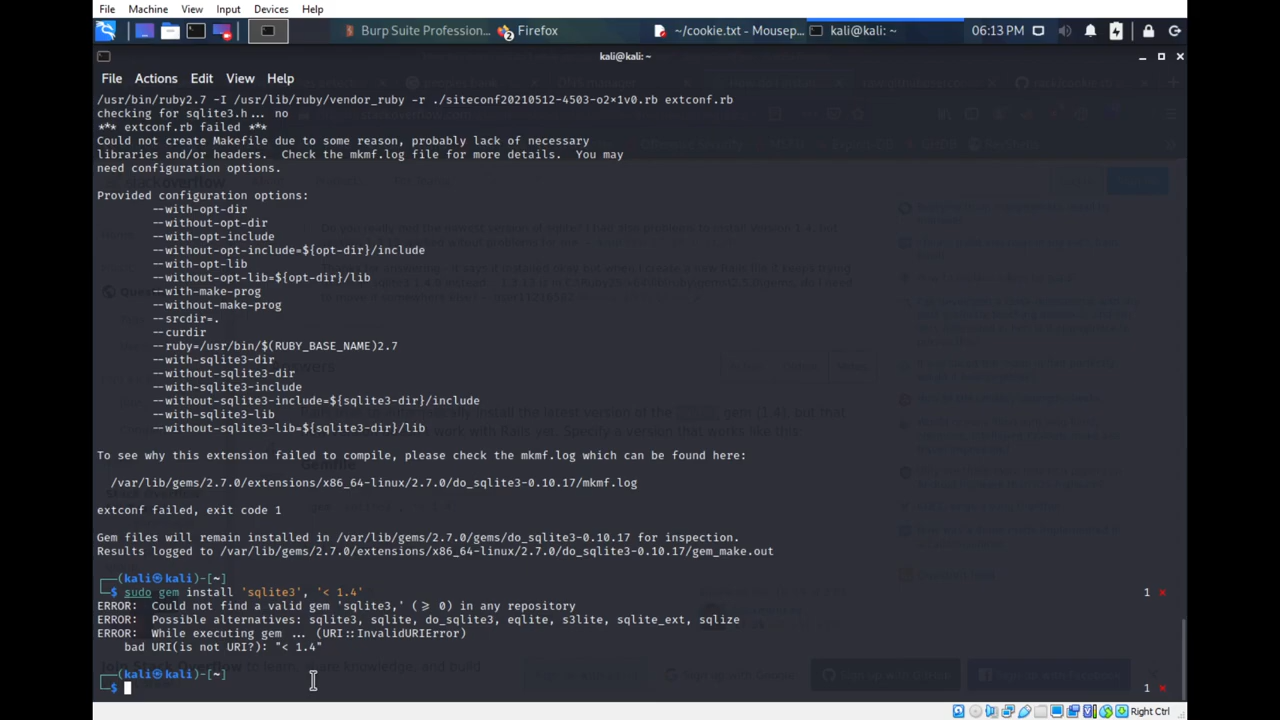 File Machine View Input Devices Help
Burp Suite Profession... Firefox ~/cookie.txt - Mousep... kali@kali: ~ 06:13 PM
2
kali@kali: ~
File Actions Edit View Help
/usr/bin/ruby2.7 -I /usr/lib/ruby/vendor_ruby -r ./siteconf20210512-4503-o2×1v0.rb extconf.rb
checking for sqlite3.h... no
*** extconf.rb failed ***
Could not create Makefile due to some reason, probably lack of necessary
libraries and/or headers.  Check the mkmf.log file for more details.  You may
need configuration options.
Provided configuration options:
--with-opt-dir
--without-opt-dir
--with-opt-include
--without-opt-include=${opt-dir}/include
--with-opt-lib
--without-opt-lib=${opt-dir}/lib
--with-make-prog
--without-make-prog
--srcdir=.
--curdir
--ruby=/usr/bin/$(RUBY_BASE_NAME)2.7
--with-sqlite3-dir
--without-sqlite3-dir
--with-sqlite3-include
--without-sqlite3-include=${sqlite3-dir}/include
--with-sqlite3-lib
--without-sqlite3-lib=${sqlite3-dir}/lib
To see why this extension failed to compile, please check the mkmf.log which can be found here:
/var/lib/gems/2.7.0/extensions/x86_64-linux/2.7.0/do_sqlite3-0.10.17/mkmf.log
extconf failed, exit code 1
Gem files will remain installed in /var/lib/gems/2.7.0/gems/do_sqlite3-0.10.17 for inspection.
Results logged to /var/lib/gems/2.7.0/extensions/x86_64-linux/2.7.0/do_sqlite3-0.10.17/gem_make.out
(kali㉿kali)-[~]
$ sudo gem install 'sqlite3', '< 1.4' 1 ×
ERROR:  Could not find a valid gem 'sqlite3,' (≥ 0) in any repository
ERROR:  Possible alternatives: sqlite3, sqlite, do_sqlite3, eqlite, s3lite, sqlite_ext, sqlize
ERROR:  While executing gem ... (URI::InvalidURIError)
bad URI(is not URI?): "< 1.4"
(kali㉿kali)-[~]
$ 1 ×
Right Ctrl